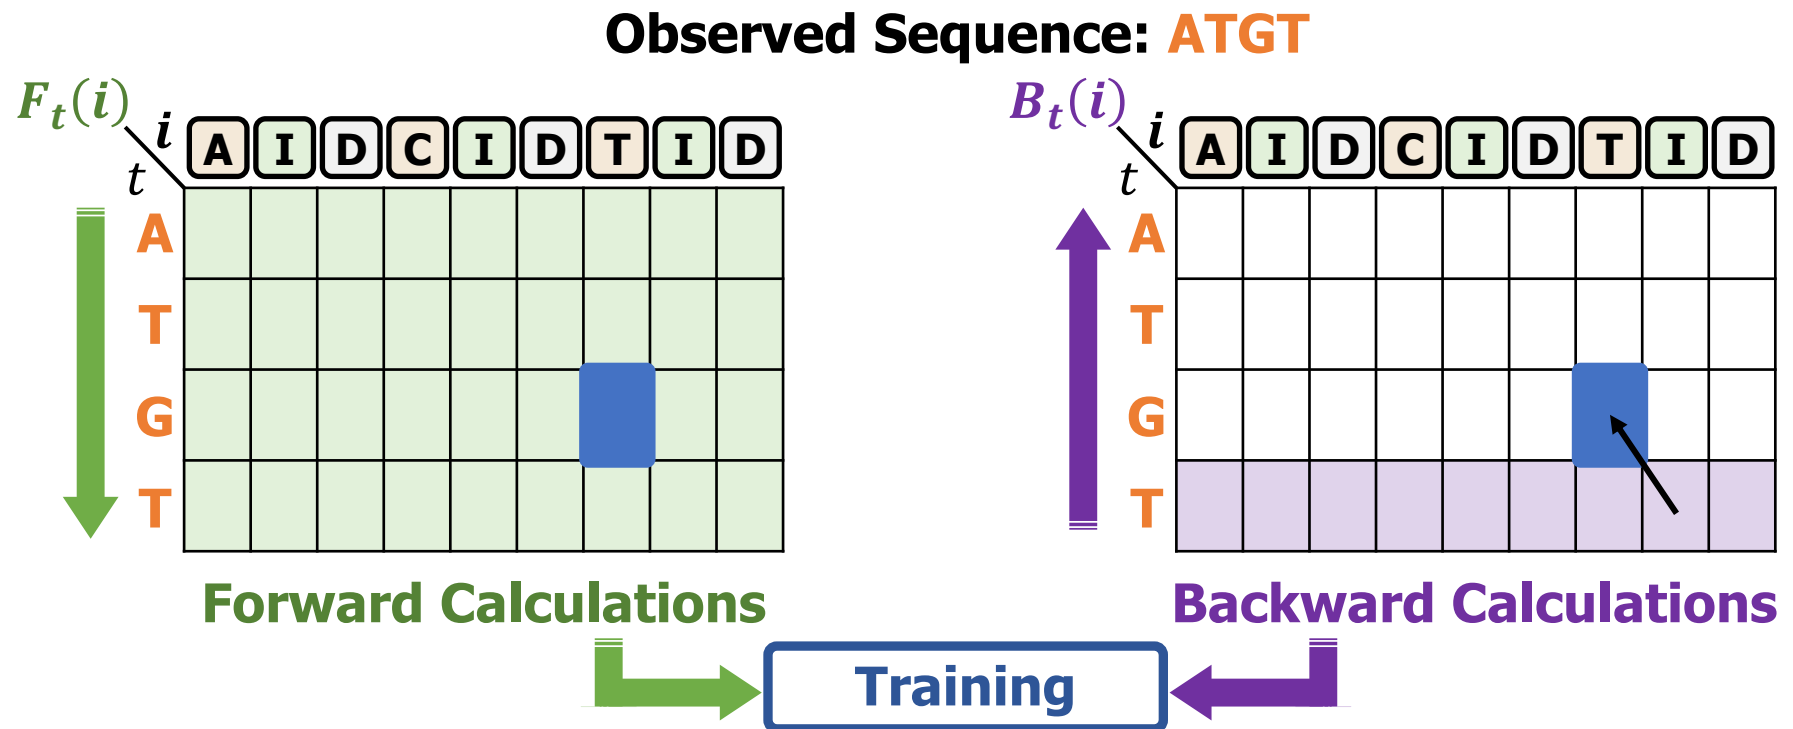 Observed Sequence: ATGT
F_t(i) i A I D C I D T I D
t
A
T
G
T
Forward Calculations
B_t(i) i A I D C I D T I D
t
A
T
G
T
Backward Calculations
Training